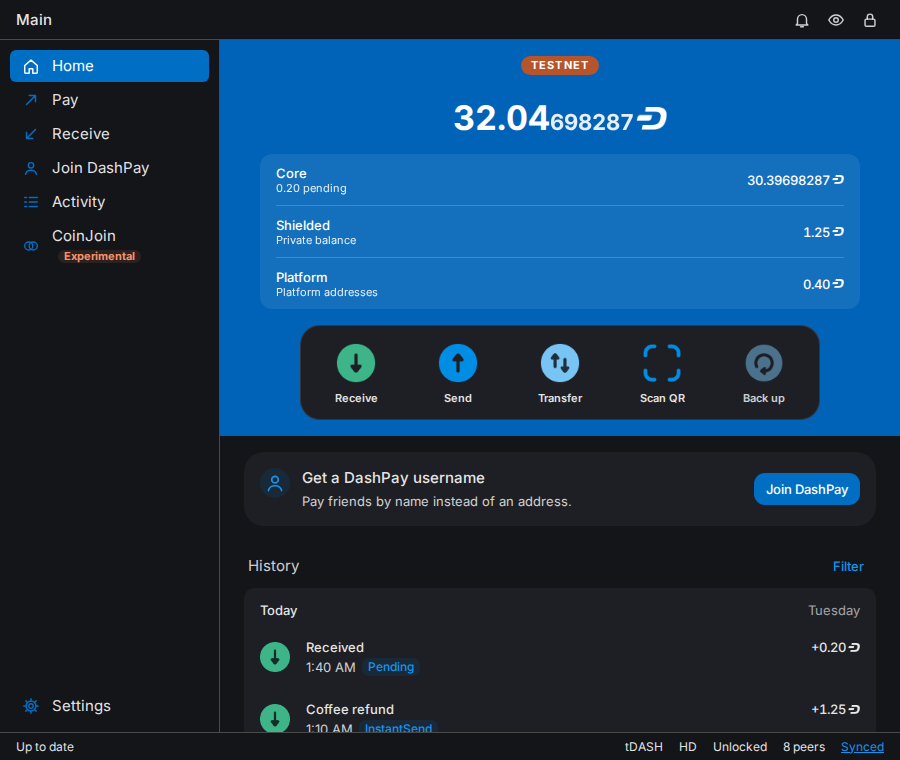 Main
Home
Pay
Receive
Join DashPay
Activity
CoinJoin
Experimental
Settings
TESTNET
32.04698287
Core
0.20 pending
30.39698287
Shielded
Private balance
1.25
Platform
Platform addresses
0.40
Receive
Send
Transfer
Scan QR
Back up
Get a DashPay username
Pay friends by name instead of an address.
Join DashPay
History
Filter
Today
Tuesday
Received
+0.20
1:40 AM Pending
Coffee refund
+1.25
1:10 AM InstantSend
Up to date
tDASH HD Unlocked 8 peers Synced